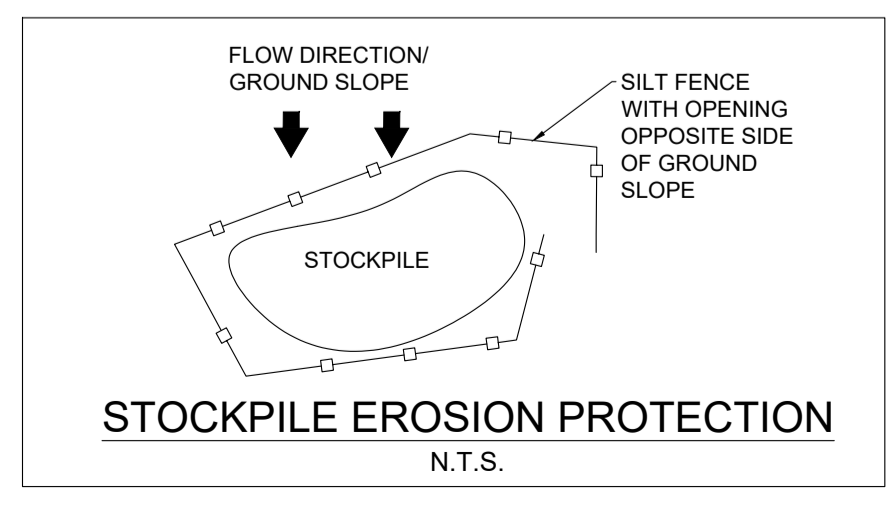 FLOW DIRECTION/
GROUND SLOPE
SILT FENCE
WITH OPENING
OPPOSITE SIDE
OF GROUND
SLOPE
STOCKPILE
STOCKPILE EROSION PROTECTION
N.T.S.